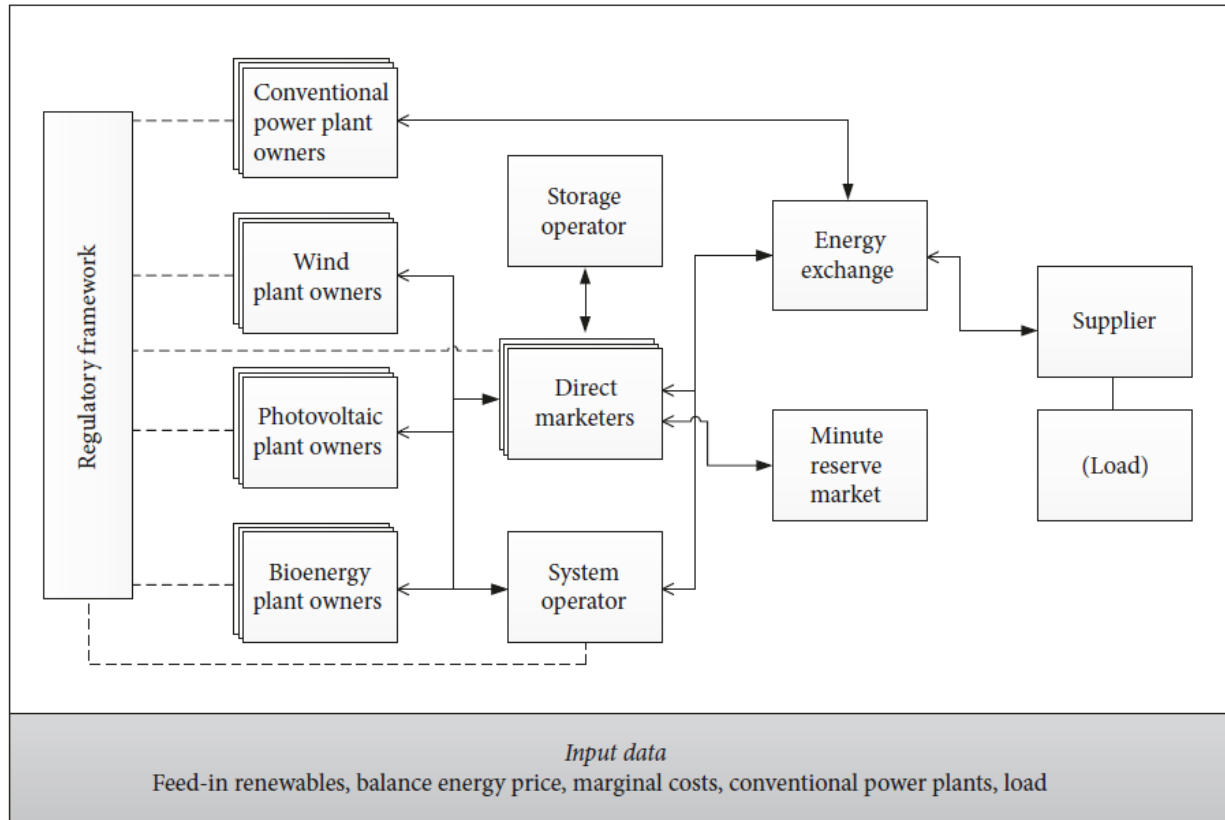 Regulatory framework
Conventional
power plant
owners
Wind
plant owners
Photovoltaic
plant owners
Bioenergy
plant owners
Storage
operator
Direct
marketers
System
operator
Energy
exchange
Minute
reserve
market
Supplier
(Load)
Input data
Feed-in renewables, balance energy price, marginal costs, conventional power plants, load